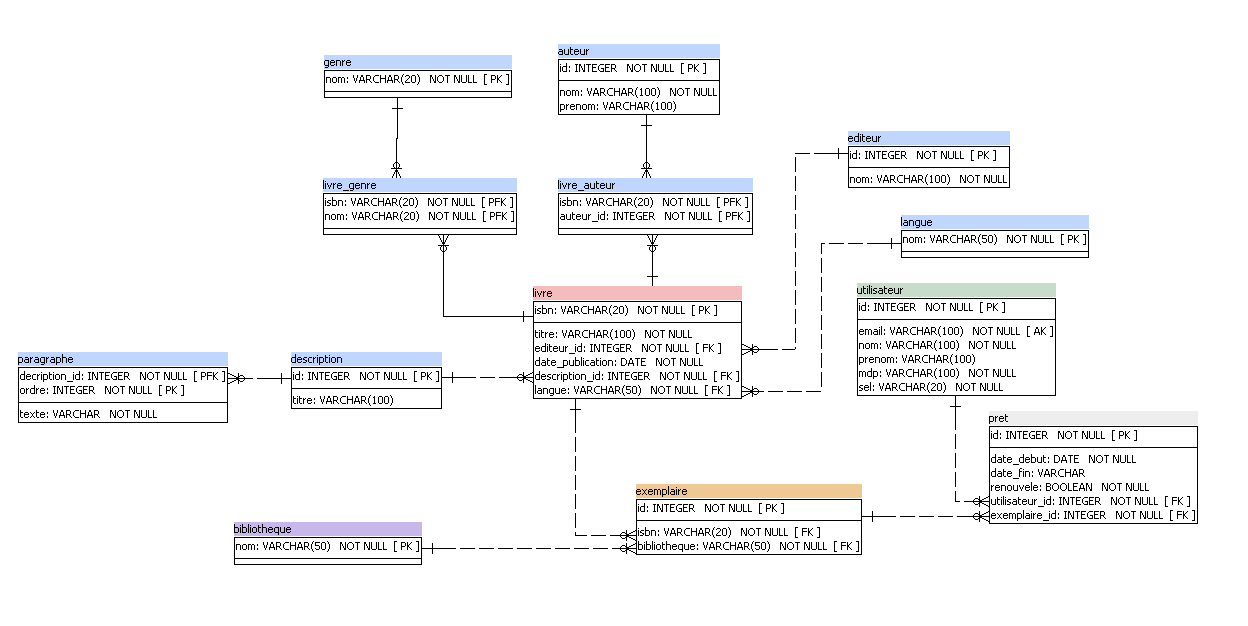 genre
nom: VARCHAR(20) NOT NULL [ PK ]
auteur
id: INTEGER NOT NULL [ PK ]
nom: VARCHAR(100) NOT NULL
prenom: VARCHAR(100)
editeur
id: INTEGER NOT NULL [ PK ]
nom: VARCHAR(100) NOT NULL
livre_genre
isbn: VARCHAR(20) NOT NULL [ PFK ]
nom: VARCHAR(20) NOT NULL [ PFK ]
livre_auteur
isbn: VARCHAR(20) NOT NULL [ PFK ]
auteur_id: INTEGER NOT NULL [ PFK ]
langue
nom: VARCHAR(50) NOT NULL [ PK ]
livre
isbn: VARCHAR(20) NOT NULL [ PK ]
titre: VARCHAR(100) NOT NULL
editeur_id: INTEGER NOT NULL [ FK ]
date_publication: DATE NOT NULL
description_id: INTEGER NOT NULL [ FK ]
langue: VARCHAR(50) NOT NULL [ FK ]
utilisateur
id: INTEGER NOT NULL [ PK ]
email: VARCHAR(100) NOT NULL [ AK ]
nom: VARCHAR(100) NOT NULL
prenom: VARCHAR(100)
mdp: VARCHAR(100) NOT NULL
sel: VARCHAR(20) NOT NULL
paragraphe
decription_id: INTEGER NOT NULL [ PFK ]
ordre: INTEGER NOT NULL [ PK ]
texte: VARCHAR NOT NULL
description
id: INTEGER NOT NULL [ PK ]
titre: VARCHAR(100)
pret
id: INTEGER NOT NULL [ PK ]
date_debut: DATE NOT NULL
date_fin: VARCHAR
renouvele: BOOLEAN NOT NULL
utilisateur_id: INTEGER NOT NULL [ FK ]
exemplaire_id: INTEGER NOT NULL [ FK ]
exemplaire
id: INTEGER NOT NULL [ PK ]
isbn: VARCHAR(20) NOT NULL [ FK ]
bibliotheque: VARCHAR(50) NOT NULL [ FK ]
bibliotheque
nom: VARCHAR(50) NOT NULL [ PK ]